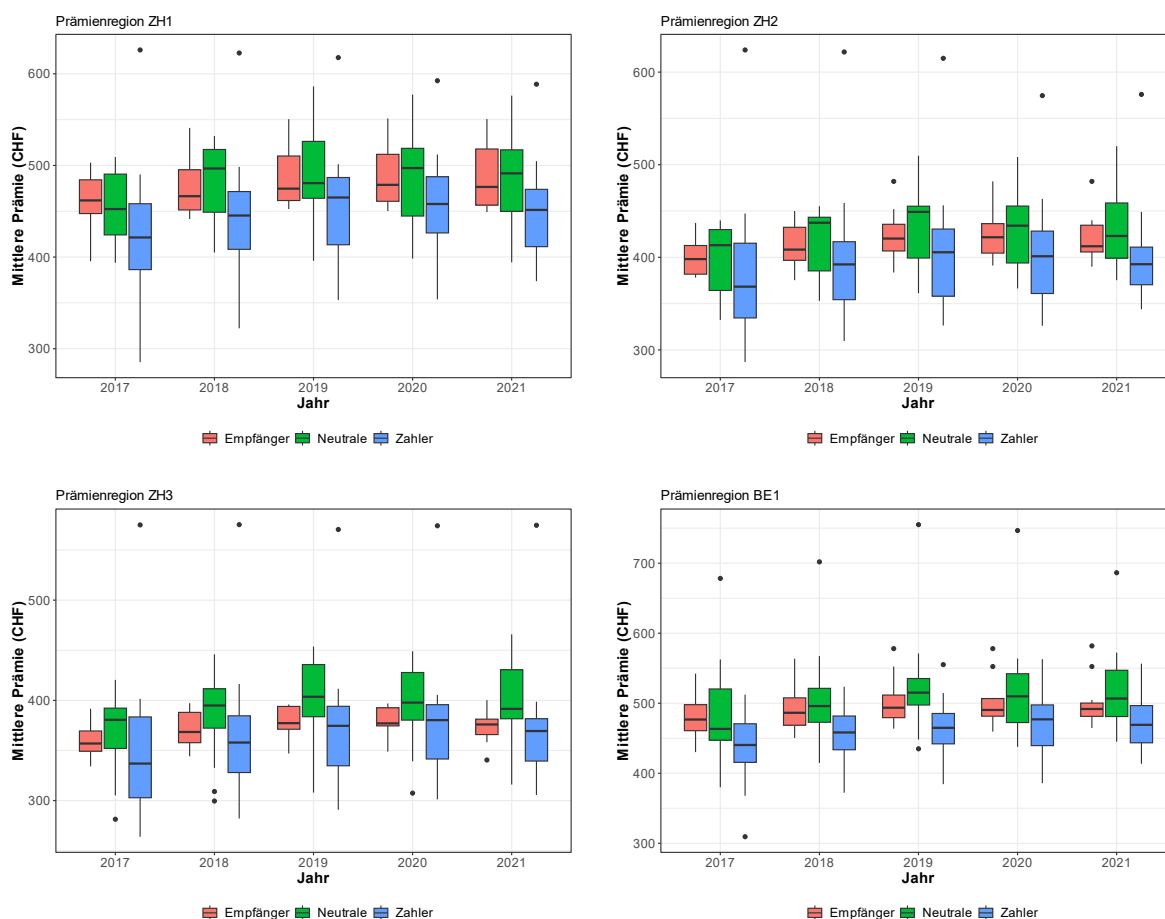 Prämienregion ZH1
Mittlere Prämie (CHF)
600
500
400
300
2017 2018 2019 2020 2021
Jahr
Empfänger Neutrale Zahler
Prämienregion ZH2
Mittlere Prämie (CHF)
600
500
400
300
2017 2018 2019 2020 2021
Jahr
Empfänger Neutrale Zahler
Prämienregion ZH3
Mittlere Prämie (CHF)
500
400
300
2017 2018 2019 2020 2021
Jahr
Empfänger Neutrale Zahler
Prämienregion BE1
Mittlere Prämie (CHF)
700
600
500
400
300
2017 2018 2019 2020 2021
Jahr
Empfänger Neutrale Zahler